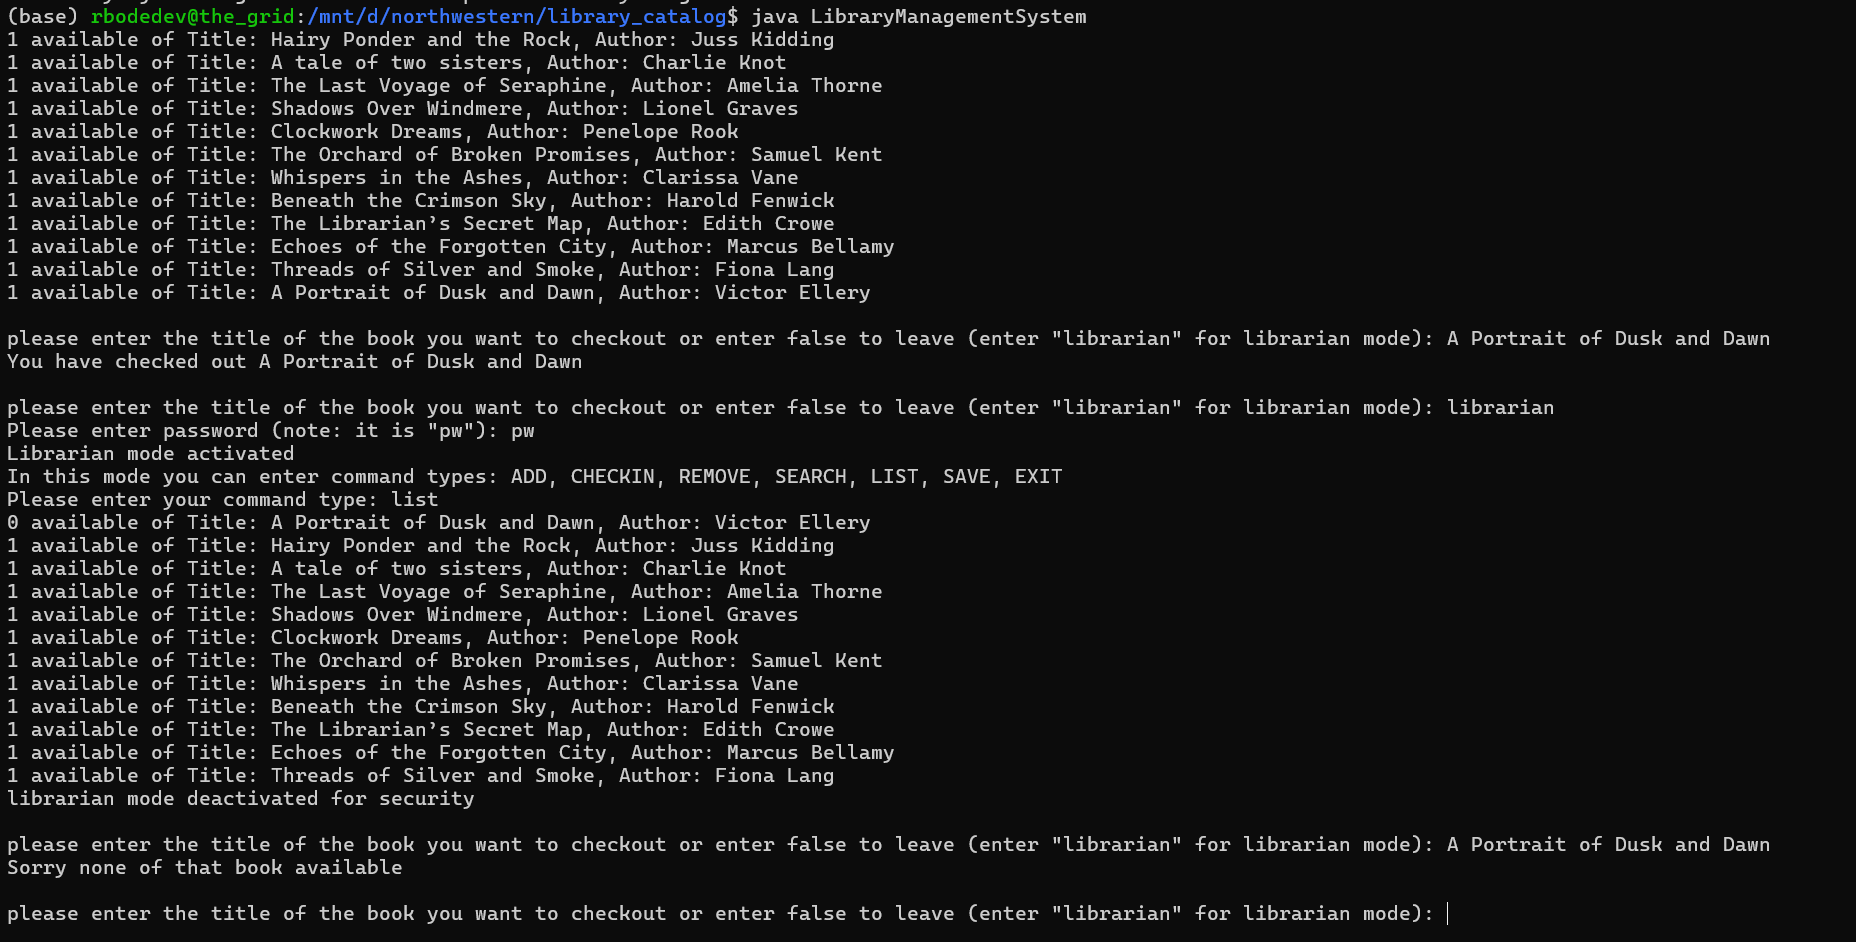 (base) rbodedev@the_grid:/mnt/d/northwestern/library_catalog$ java LibraryManagementSystem
1 available of Title: Hairy Ponder and the Rock, Author: Juss Kidding
1 available of Title: A tale of two sisters, Author: Charlie Knot
1 available of Title: The Last Voyage of Seraphine, Author: Amelia Thorne
1 available of Title: Shadows Over Windmere, Author: Lionel Graves
1 available of Title: Clockwork Dreams, Author: Penelope Rook
1 available of Title: The Orchard of Broken Promises, Author: Samuel Kent
1 available of Title: Whispers in the Ashes, Author: Clarissa Vane
1 available of Title: Beneath the Crimson Sky, Author: Harold Fenwick
1 available of Title: The Librarian’s Secret Map, Author: Edith Crowe
1 available of Title: Echoes of the Forgotten City, Author: Marcus Bellamy
1 available of Title: Threads of Silver and Smoke, Author: Fiona Lang
1 available of Title: A Portrait of Dusk and Dawn, Author: Victor Ellery
please enter the title of the book you want to checkout or enter false to leave (enter "librarian" for librarian mode): A Portrait of Dusk and Dawn
You have checked out A Portrait of Dusk and Dawn
please enter the title of the book you want to checkout or enter false to leave (enter "librarian" for librarian mode): librarian
Please enter password (note: it is "pw"): pw
Librarian mode activated
In this mode you can enter command types: ADD, CHECKIN, REMOVE, SEARCH, LIST, SAVE, EXIT
Please enter your command type: list
0 available of Title: A Portrait of Dusk and Dawn, Author: Victor Ellery
1 available of Title: Hairy Ponder and the Rock, Author: Juss Kidding
1 available of Title: A tale of two sisters, Author: Charlie Knot
1 available of Title: The Last Voyage of Seraphine, Author: Amelia Thorne
1 available of Title: Shadows Over Windmere, Author: Lionel Graves
1 available of Title: Clockwork Dreams, Author: Penelope Rook
1 available of Title: The Orchard of Broken Promises, Author: Samuel Kent
1 available of Title: Whispers in the Ashes, Author: Clarissa Vane
1 available of Title: Beneath the Crimson Sky, Author: Harold Fenwick
1 available of Title: The Librarian’s Secret Map, Author: Edith Crowe
1 available of Title: Echoes of the Forgotten City, Author: Marcus Bellamy
1 available of Title: Threads of Silver and Smoke, Author: Fiona Lang
librarian mode deactivated for security
please enter the title of the book you want to checkout or enter false to leave (enter "librarian" for librarian mode): A Portrait of Dusk and Dawn
Sorry none of that book available
please enter the title of the book you want to checkout or enter false to leave (enter "librarian" for librarian mode):